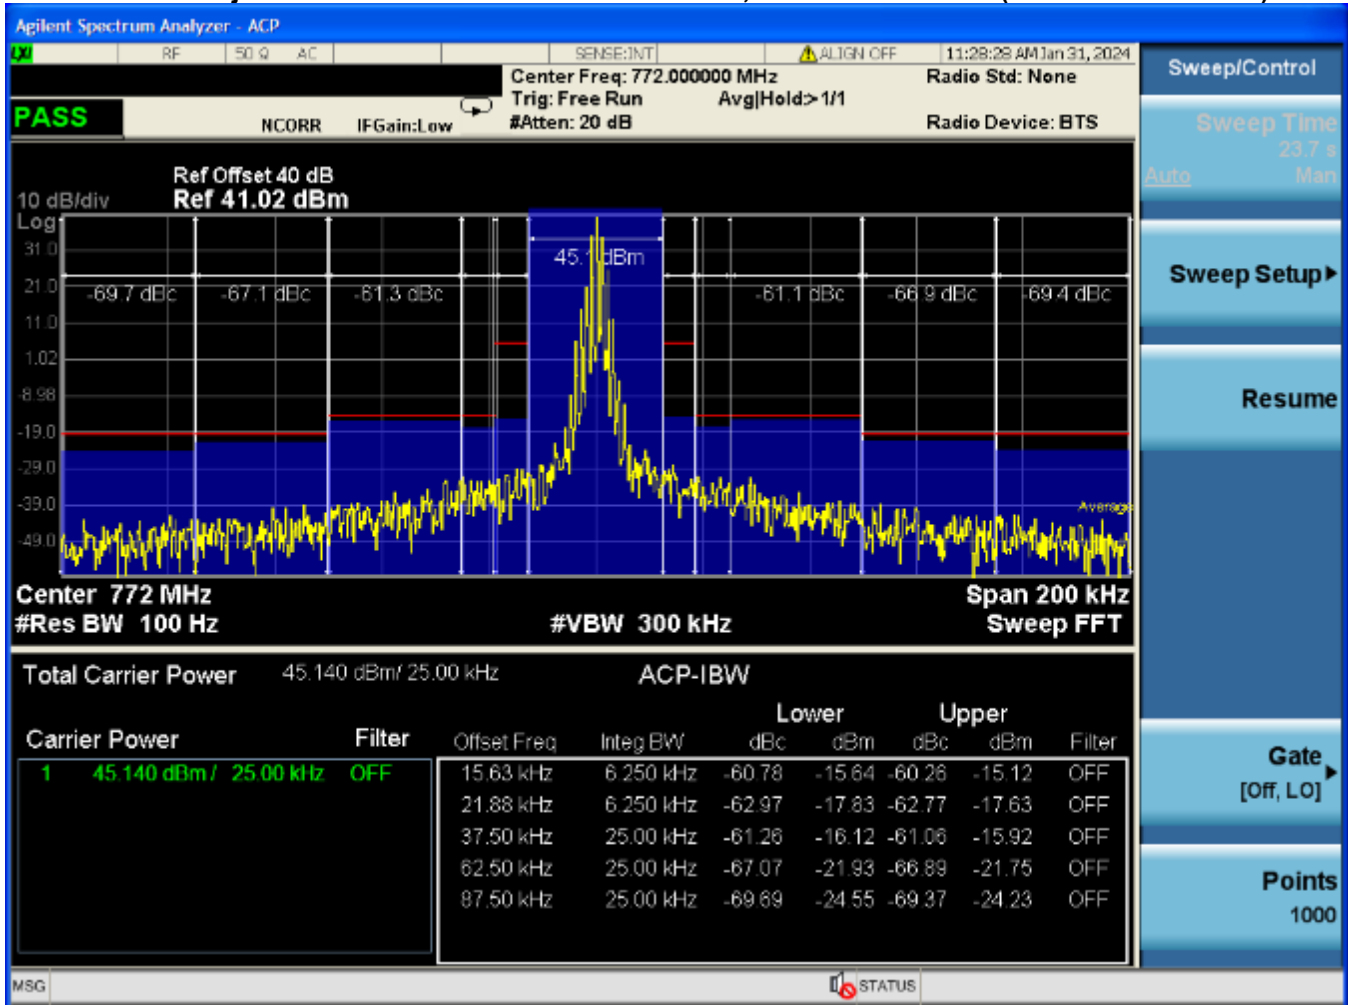 Agilent Spectrum Analyzer - ACP
LXI RF 50 Ω AC SENSE:INT ALIGN OFF 11:28:28 AM Jan 31, 2024
Center Freq: 772.000000 MHz Radio Std: None
Trig: Free Run Avg|Hold:> 1/1
PASS NCORR IFGain:Low #Atten: 20 dB Radio Device: BTS
Ref Offset 40 dB
10 dB/div Ref 41.02 dBm
Log
31.0
45.1 dBm
21.0
-69.7 dBc -67.1 dBc -61.3 dBc -61.1 dBc -66.9 dBc -69.4 dBc
11.0
1.02
-8.98
-19.0
-29.0
-39.0
Average
-49.0
Center 772 MHz Span 200 kHz
#Res BW 100 Hz #VBW 300 kHz Sweep FFT
Total Carrier Power 45.140 dBm/ 25.00 kHz ACP-IBW
Lower Upper
Carrier Power Filter Offset Freq Integ BW dBc dBm dBc dBm Filter
1 45.140 dBm / 25.00 kHz OFF 15.63 kHz 6.250 kHz -60.78 -15.64 -60.26 -15.12 OFF
21.88 kHz 6.250 kHz -62.97 -17.83 -62.77 -17.63 OFF
37.50 kHz 25.00 kHz -61.26 -16.12 -61.06 -15.92 OFF
62.50 kHz 25.00 kHz -67.07 -21.93 -66.89 -21.75 OFF
87.50 kHz 25.00 kHz -69.69 -24.55 -69.37 -24.23 OFF
MSG STATUS
Sweep/Control
Sweep Time
23.7 s
Auto Man
Sweep Setup
Resume
Gate
[Off, LO]
Points
1000